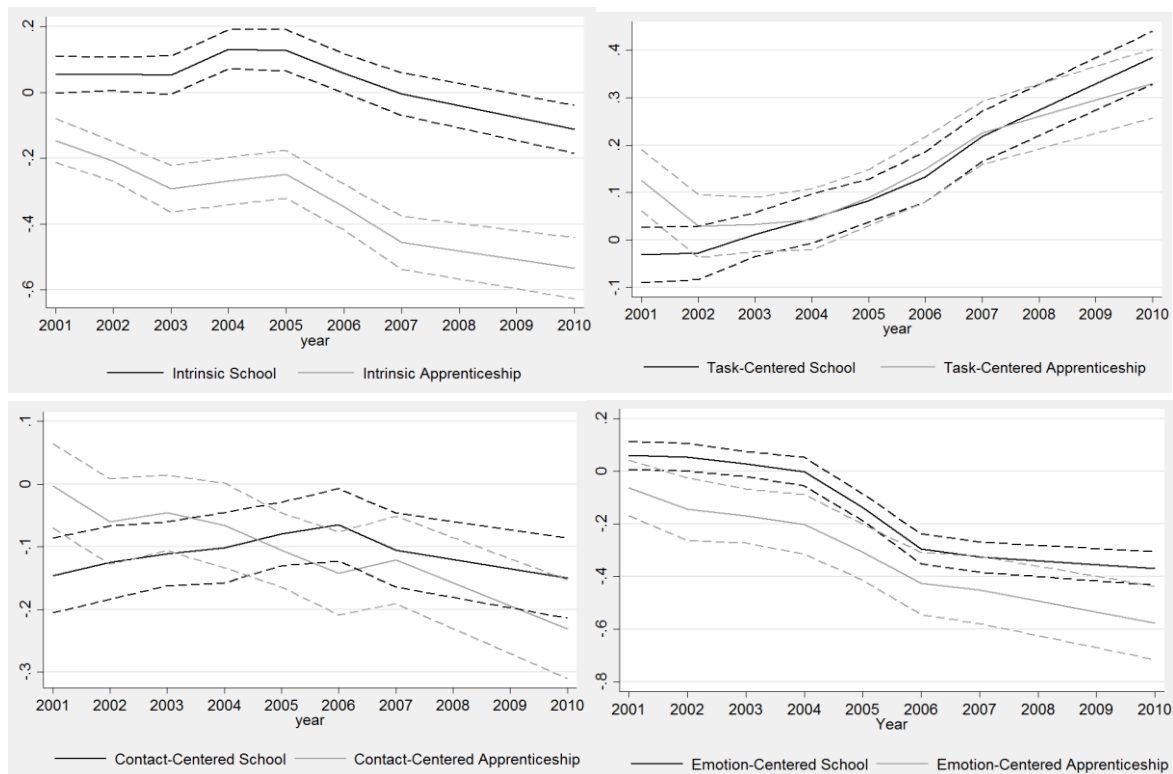 .2
0
-.2
-.4
-.6
2001 2002 2003 2004 2005 2006 2007 2008 2009 2010
year
Intrinsic School Intrinsic Apprenticeship
.4
.3
.2
.1
0
-.1
2001 2002 2003 2004 2005 2006 2007 2008 2009 2010
year
Task-Centered School Task-Centered Apprenticeship
.1
0
-.1
-.2
-.3
2001 2002 2003 2004 2005 2006 2007 2008 2009 2010
year
Contact-Centered School Contact-Centered Apprenticeship
.2
0
-.2
-.4
-.6
-.8
2001 2002 2003 2004 2005 2006 2007 2008 2009 2010
Year
Emotion-Centered School Emotion-Centered Apprenticeship